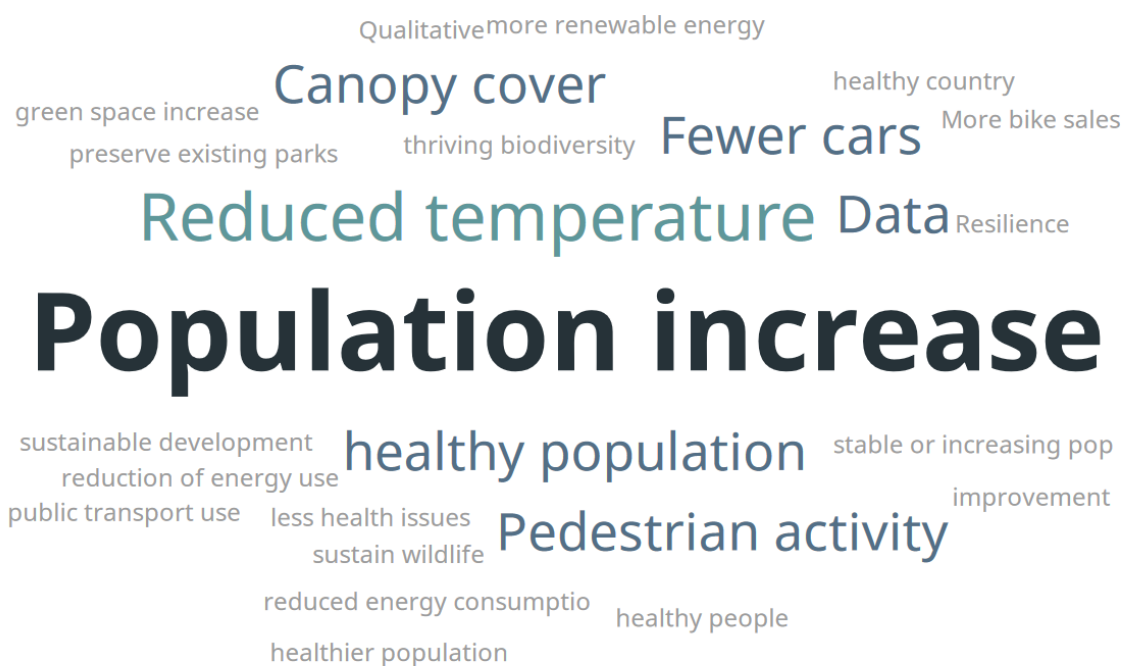 Qualitative
more renewable energy
Canopy cover
healthy country
green space increase
Fewer cars
More bike sales
preserve existing parks
thriving biodiversity
Reduced temperature
Data
Resilience
Population increase
sustainable development
healthy population
stable or increasing pop
reduction of energy use
improvement
public transport use
less health issues
Pedestrian activity
sustain wildlife
reduced energy consumptio
healthy people
healthier population